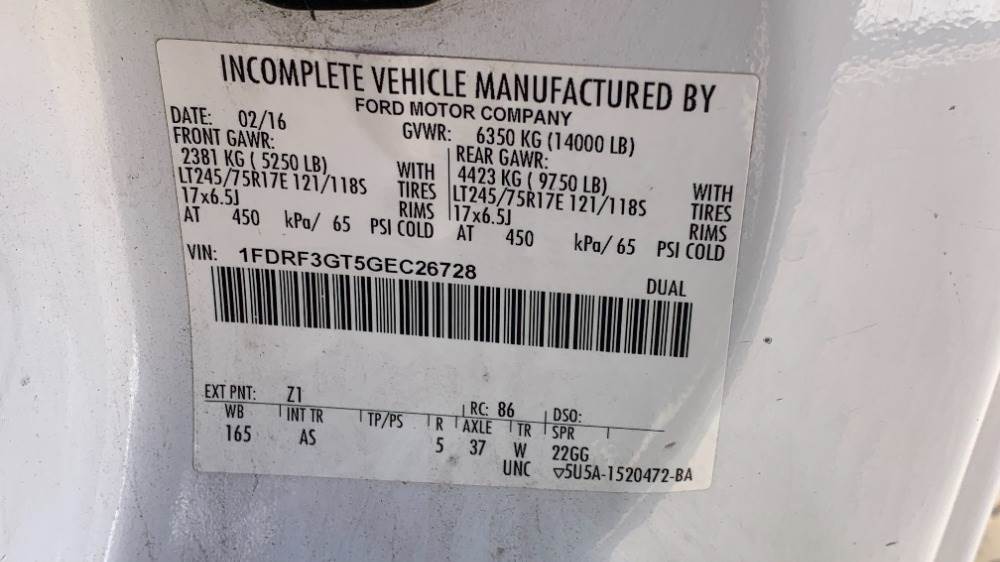 INCOMPLETE VEHICLE MANUFACTURED BY
FORD MOTOR COMPANY
DATE: 02/16 GVWR: 6350 KG (14000 LB)
FRONT GAWR: REAR GAWR:
2381 KG ( 5250 LB) WITH 4423 KG ( 9750 LB) WITH
LT245/75R17E 121/118S TIRES LT245/75R17E 121/118S TIRES
17x6.5J RIMS 17x6.5J RIMS
AT 450 kPa/ 65 PSI COLD AT 450 kPa/ 65 PSI COLD
VIN: 1FDRF3GT5GEC26728 DUAL
EXT PNT: Z1 RC: 86 DSO:
WB INT TR TP/PS R AXLE TR SPR
165 AS 5 37 W 22GG
UNC ▽5U5A-1520472-BA